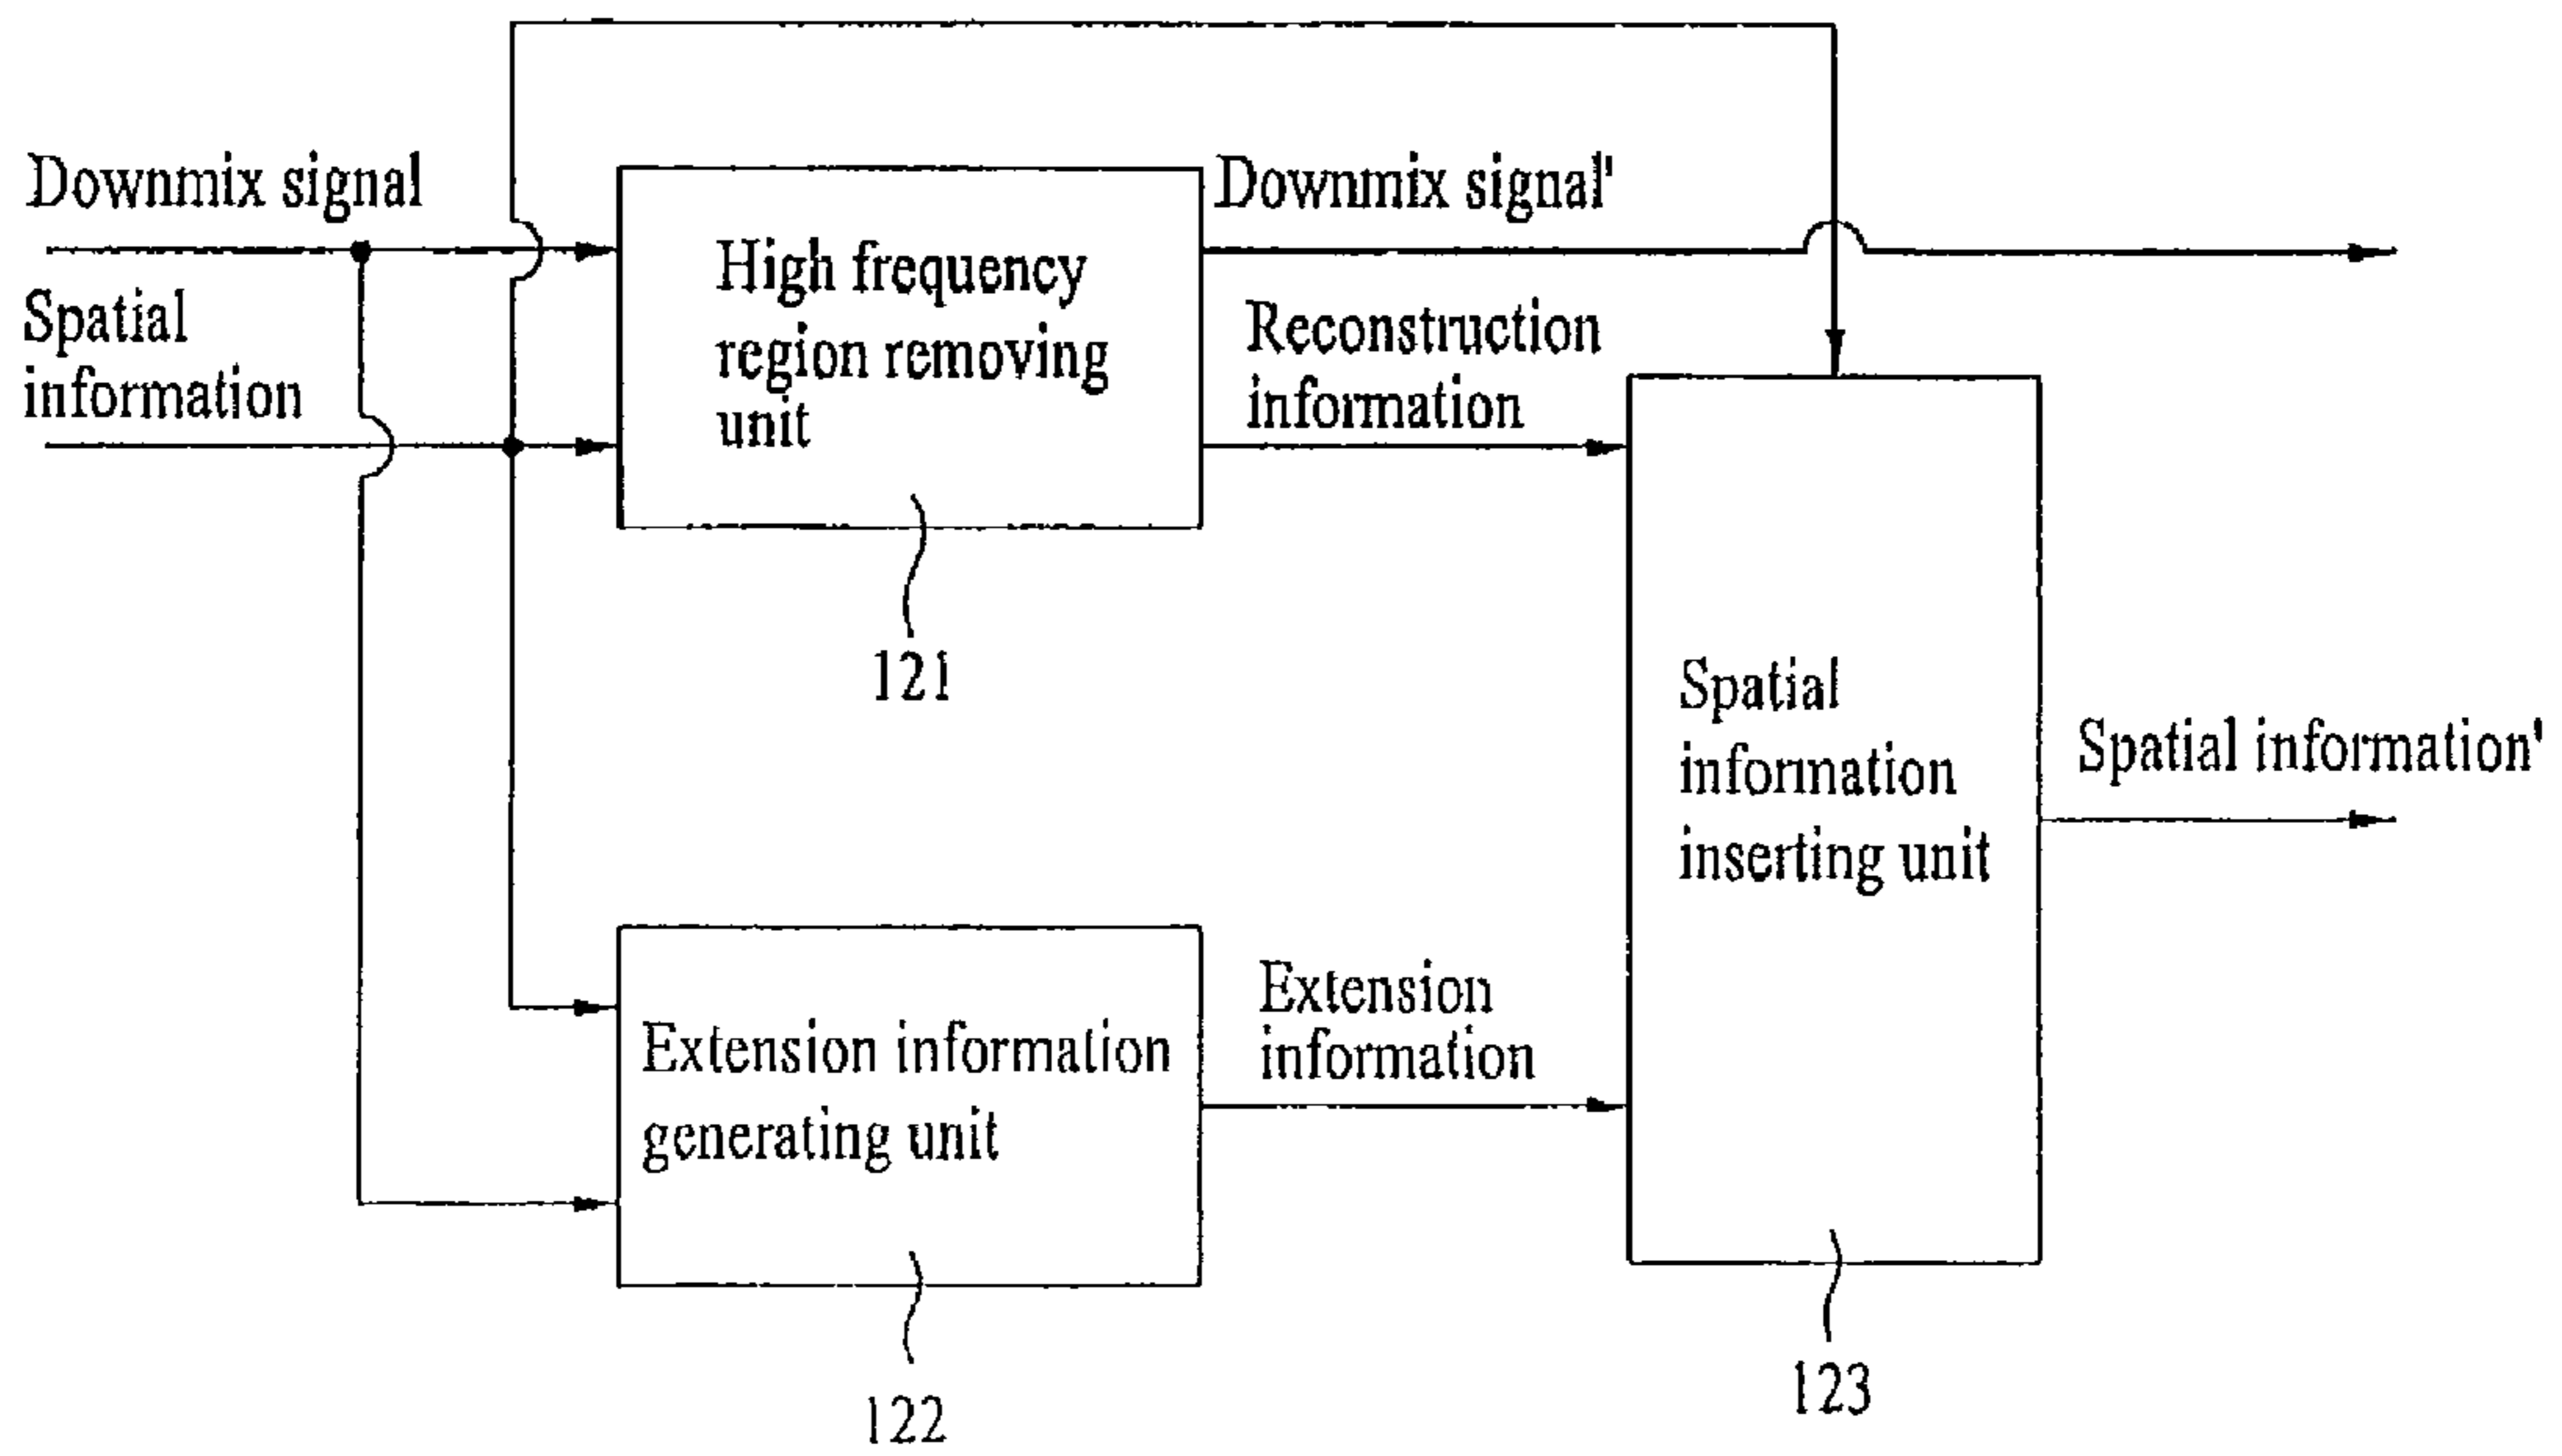 Downmix signal
Spatial
information
High frequency
region removing
unit
121
Downmix signal'
Reconstruction
information
Extension information
generating unit
122
Extension
information
Spatial
information
inserting unit
123
Spatial information'